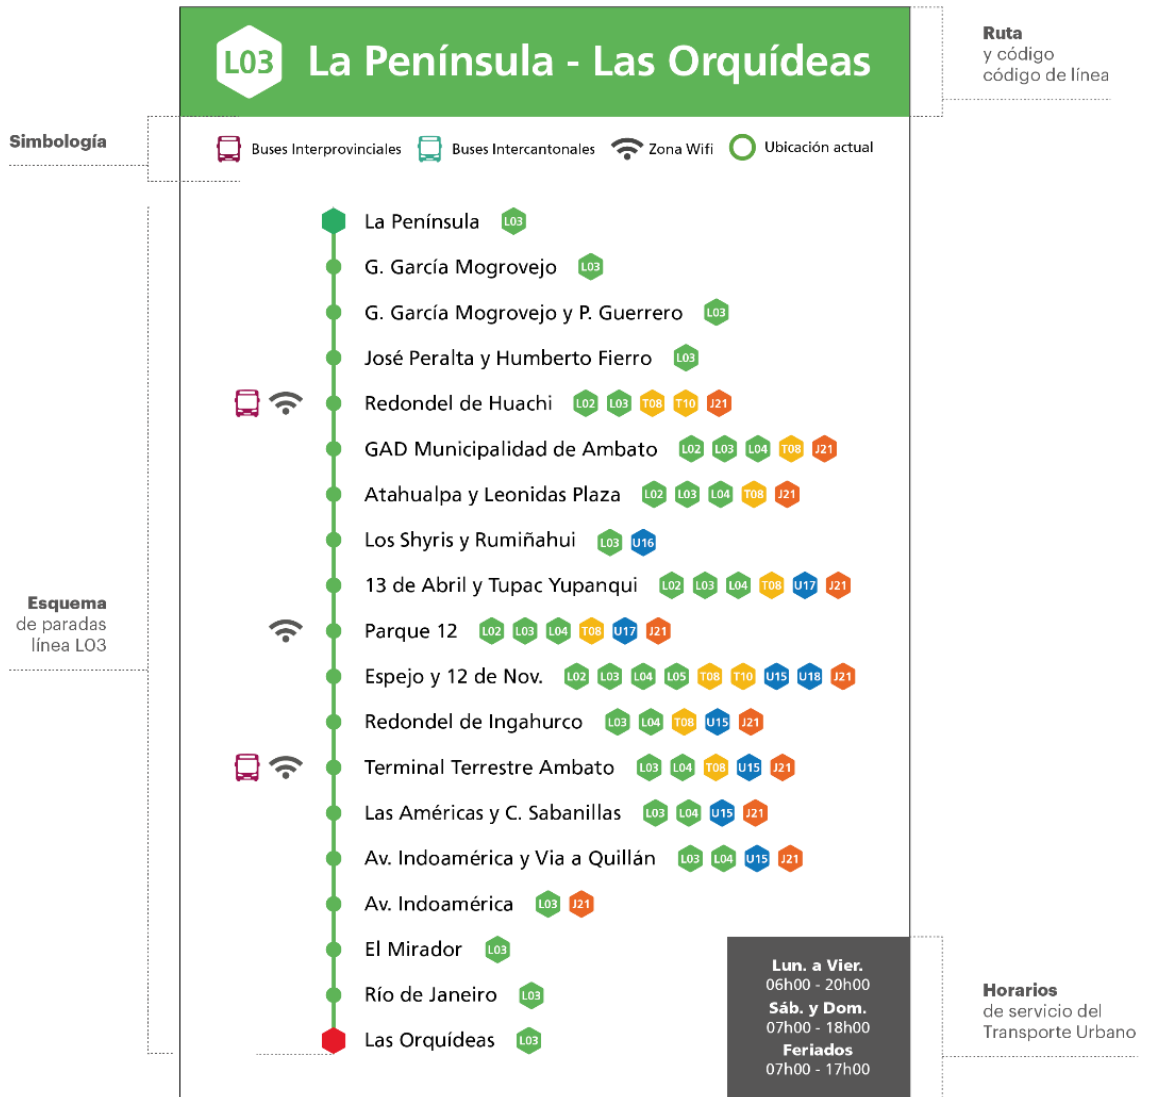 L03 La Península - Las Orquídeas
Ruta
y código
código de línea
Simbología
Buses Interprovinciales Buses Intercantonales Zona Wifi Ubicación actual
La Península L03
G. García Mogrovejo L03
G. García Mogrovejo y P. Guerrero L03
José Peralta y Humberto Fierro L03
Redondel de Huachi L02 L03 T08 T10 J21
GAD Municipalidad de Ambato L02 L03 L04 T08 J21
Atahualpa y Leonidas Plaza L02 L03 L04 T08 J21
Los Shyris y Rumiñahui L03 U16
13 de Abril y Tupac Yupanqui L02 L03 L04 T08 U17 J21
Esquema
de paradas
línea L03
Parque 12 L02 L03 L04 T08 U17 J21
Espejo y 12 de Nov. L02 L03 L04 L05 T08 T10 U15 U18 J21
Redondel de Ingahurco L03 L04 T08 U15 J21
Terminal Terrestre Ambato L03 L04 T08 U15 J21
Las Américas y C. Sabanillas L03 L04 U15 J21
Av. Indoamérica y Via a Quillán L03 L04 U15 J21
Av. Indoamérica L03 J21
El Mirador L03
Río de Janeiro L03
Las Orquídeas L03
Lun. a Vier.
06h00 - 20h00
Sáb. y Dom.
07h00 - 18h00
Feriados
07h00 - 17h00
Horarios
de servicio del
Transporte Urbano